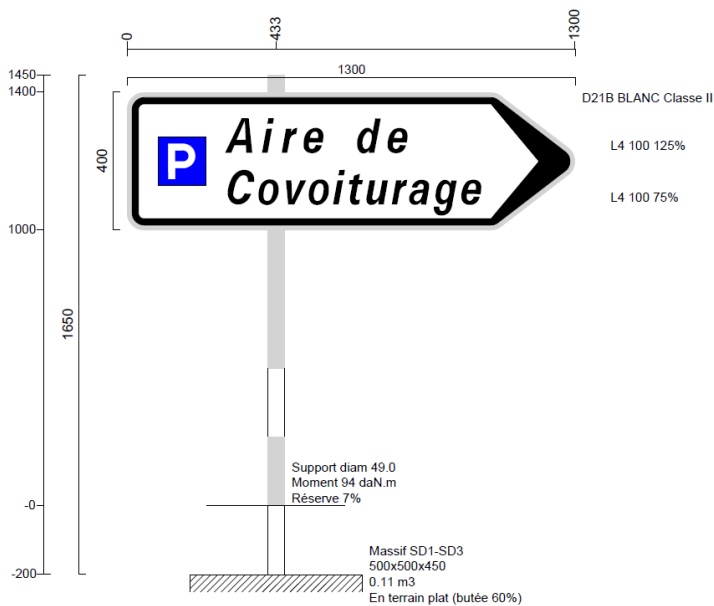 0
433
1300
1300
1450
1400
D21B BLANC Classe II
P
Aire de
Covoiturage
L4 100 125%
L4 100 75%
400
1000
1650
Support diam 49.0
Moment 94 daN.m
Réserve 7%
-0
Massif SD1-SD3
500x500x450
0.11 m3
En terrain plat (butée 60%)
-200